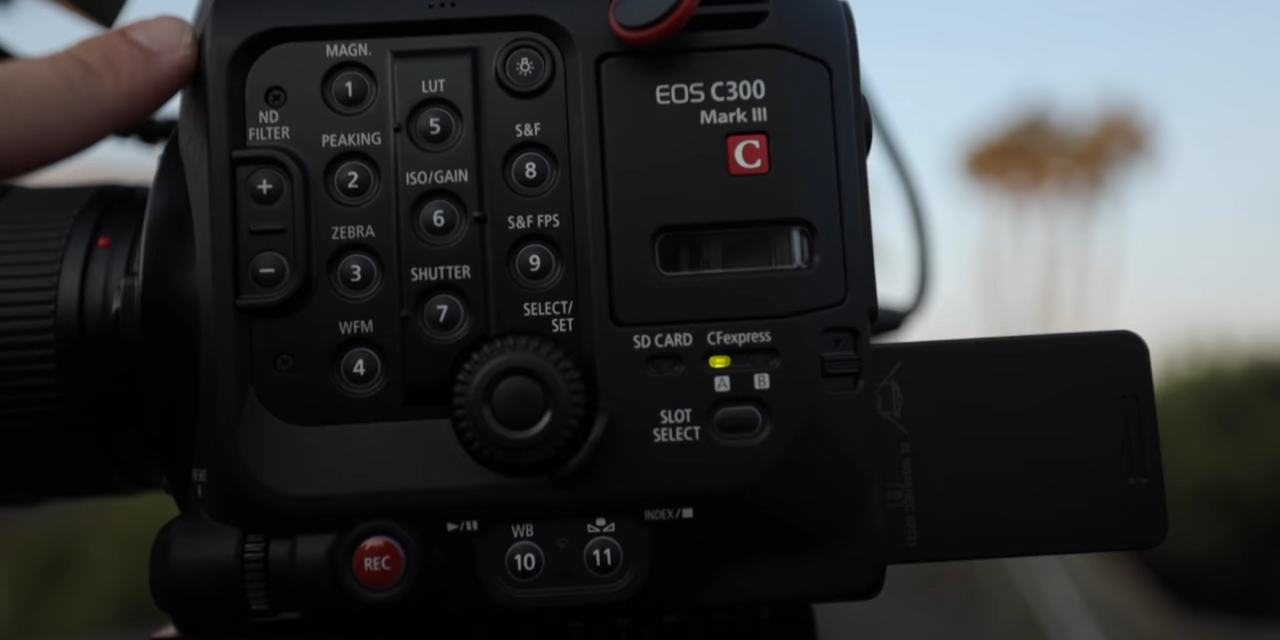 MAGN.
1
ND
FILTER
+
−
PEAKING
2
ZEBRA
3
WFM
4
LUT
5
ISO/GAIN
6
SHUTTER
7
S&F
8
S&F FPS
9
SELECT/
SET
EOS C300
Mark III
C
SD CARD
CFexpress
A B
SLOT
SELECT
REC
WB
10
11
INDEX/